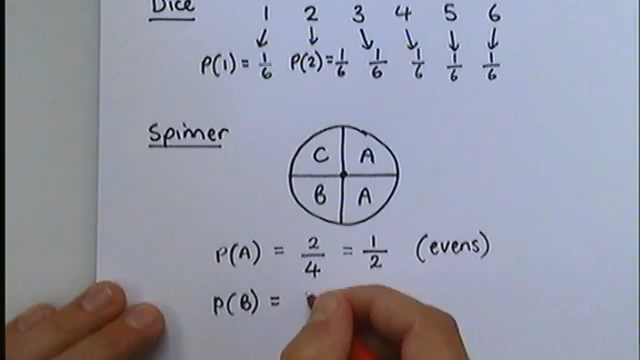 Dice 1 2 3 4 5 6
P(1) = 1/6 P(2) = 1/6 1/6 1/6 1/6 1/6
Spinner
C A
B A
P(A) = 2/4 = 1/2 (evens)
P(B) =